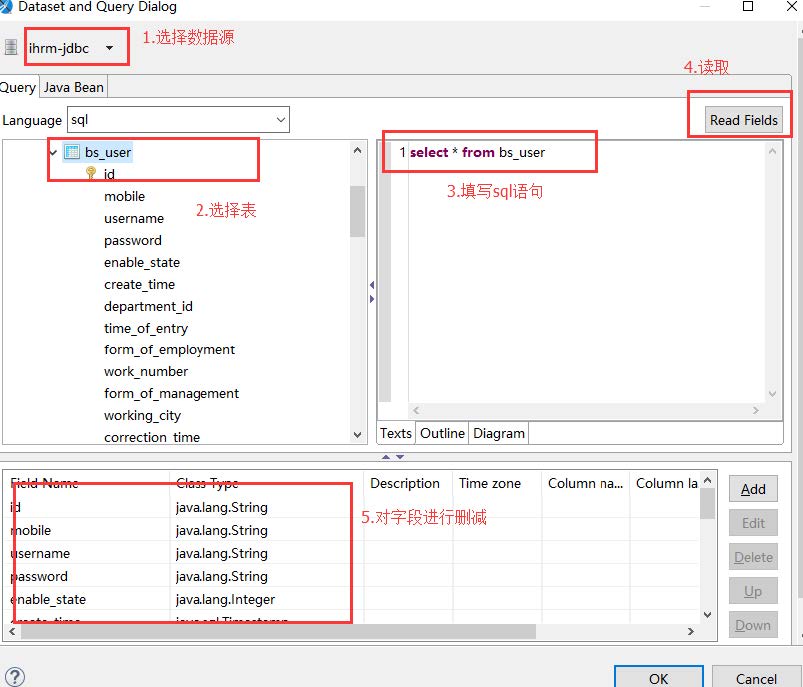 Dataset and Query Dialog
ihrm-jdbc
1.选择数据源
4.读取
Query Java Bean
Language sql
Read Fields
bs_user
id
mobile
username
password
enable_state
create_time
department_id
time_of_entry
form_of_employment
work_number
form_of_management
working_city
correction_time
2.选择表
1 select * from bs_user
3.填写sql语句
Texts Outline Diagram
Field Name Class Type Description Time zone Column na... Column la
id java.lang.String
mobile java.lang.String
username java.lang.String
password java.lang.String
enable_state java.lang.Integer
create_time java.sql.Timestamp
5.对字段进行删减
Add
Edit
Delete
Up
Down
?
OK Cancel